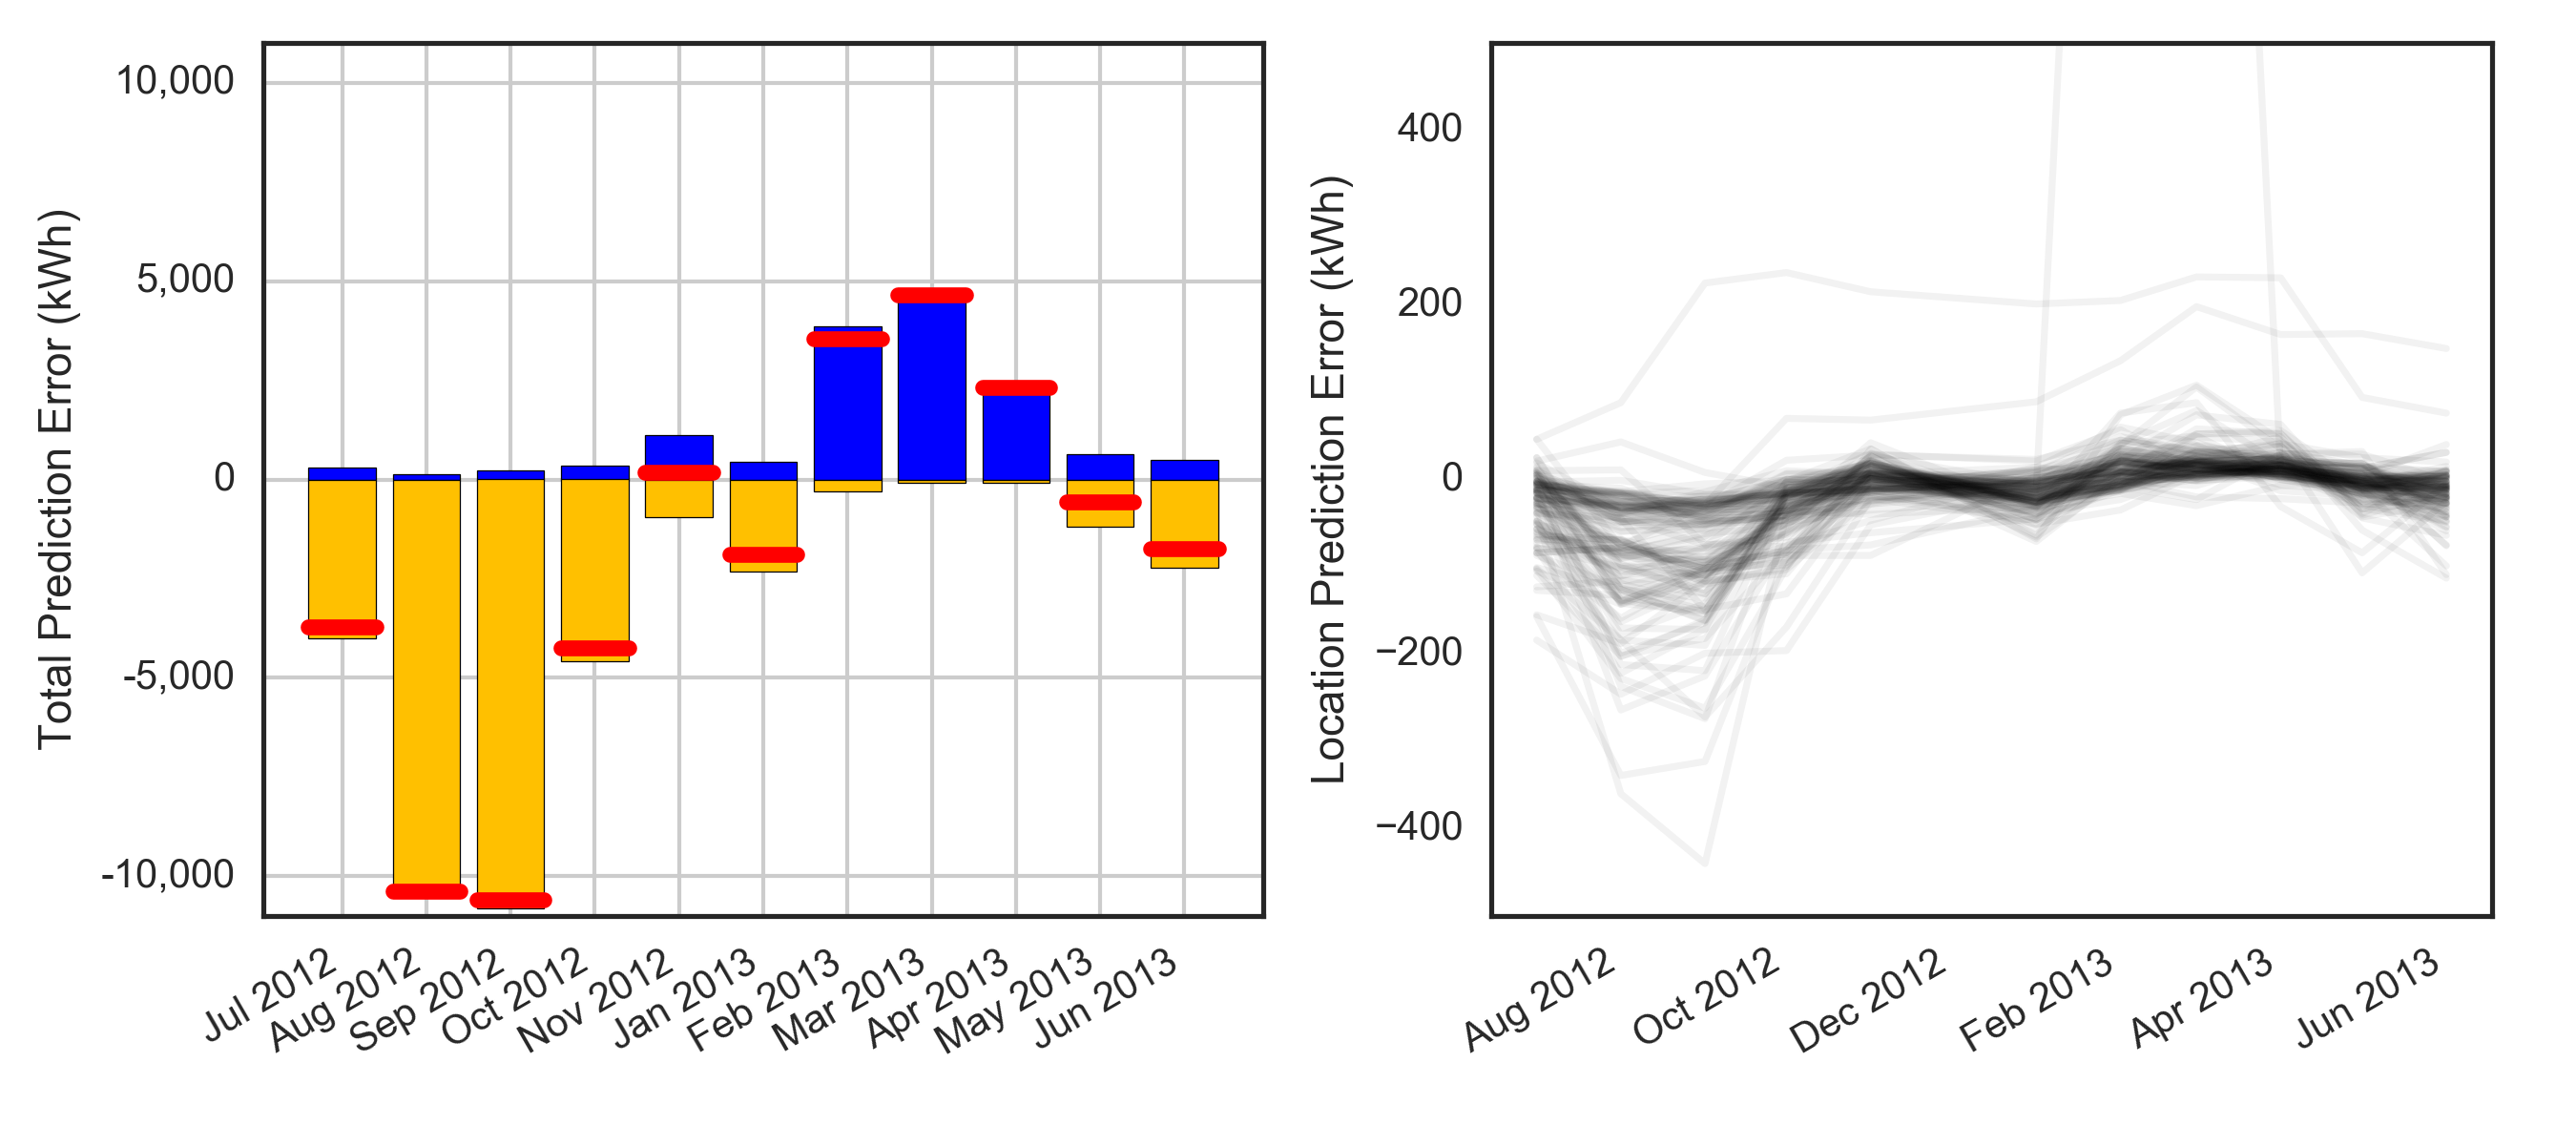 Total Prediction Error (kWh)
10,000
5,000
0
-5,000
-10,000
Jul 2012
Aug 2012
Sep 2012
Oct 2012
Nov 2012
Jan 2013
Feb 2013
Mar 2013
Apr 2013
May 2013
Jun 2013
Location Prediction Error (kWh)
400
200
0
−200
−400
Aug 2012
Oct 2012
Dec 2012
Feb 2013
Apr 2013
Jun 2013